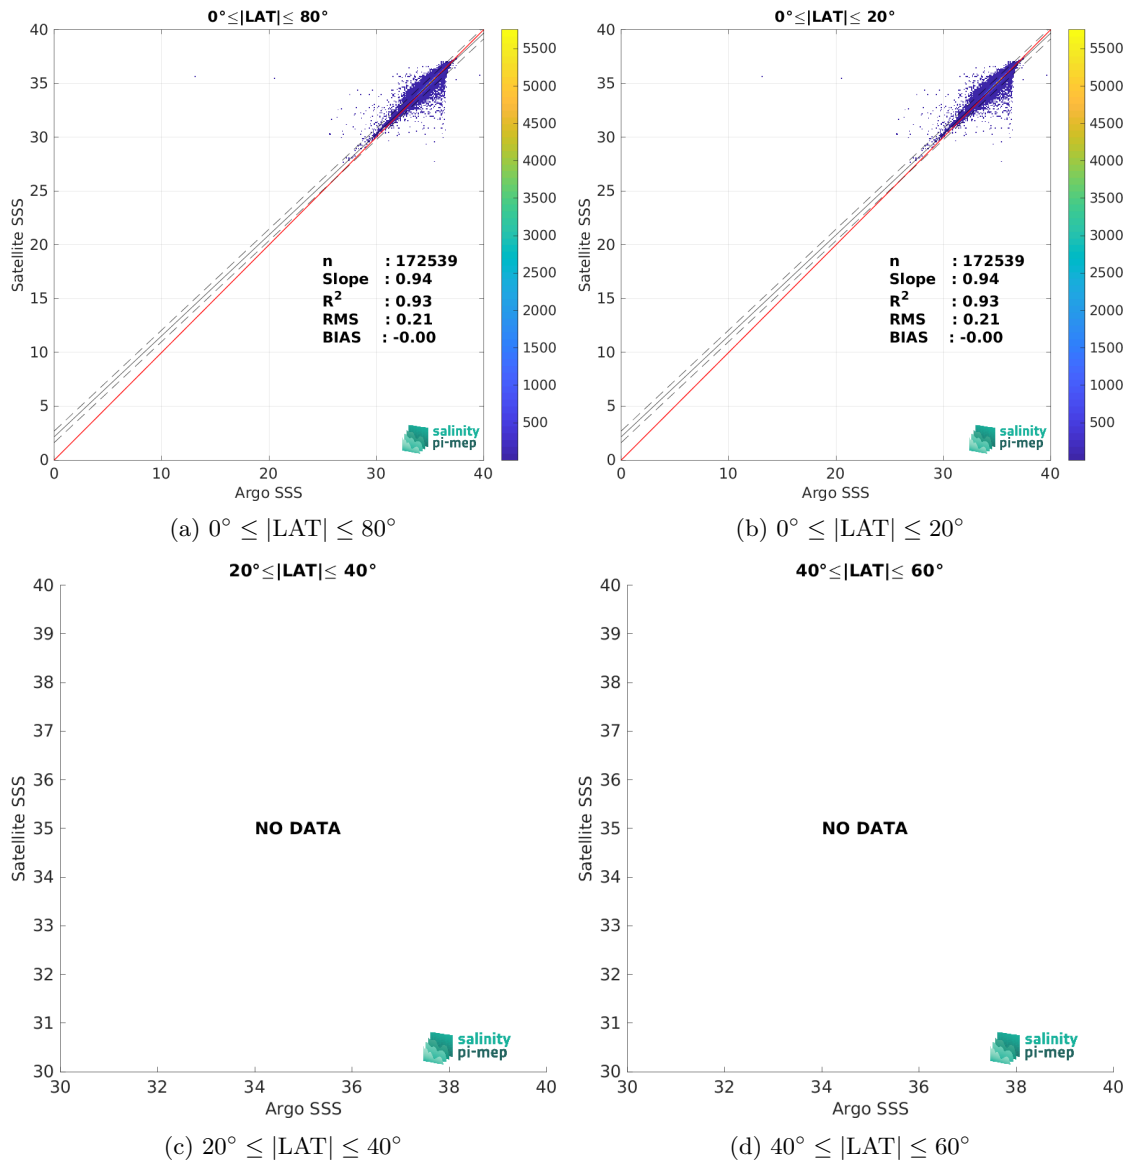 0°≤|LAT|≤ 80°
40
35
30
25
20
15
10
5
0
Satellite SSS
0
10
20
30
40
Argo SSS
n : 172539
Slope : 0.94
R² : 0.93
RMS : 0.21
BIAS : -0.00
salinity
pi-mep
5500
5000
4500
4000
3500
3000
2500
2000
1500
1000
500
(a) 0° ≤ |LAT| ≤ 80°
0°≤|LAT|≤ 20°
40
35
30
25
20
15
10
5
0
Satellite SSS
0
10
20
30
40
Argo SSS
n : 172539
Slope : 0.94
R² : 0.93
RMS : 0.21
BIAS : -0.00
salinity
pi-mep
5500
5000
4500
4000
3500
3000
2500
2000
1500
1000
500
(b) 0° ≤ |LAT| ≤ 20°
20°≤|LAT|≤ 40°
40
39
38
37
36
35
34
33
32
31
30
Satellite SSS
NO DATA
salinity
pi-mep
30
32
34
36
38
40
Argo SSS
(c) 20° ≤ |LAT| ≤ 40°
40°≤|LAT|≤ 60°
40
39
38
37
36
35
34
33
32
31
30
Satellite SSS
NO DATA
salinity
pi-mep
30
32
34
36
38
40
Argo SSS
(d) 40° ≤ |LAT| ≤ 60°